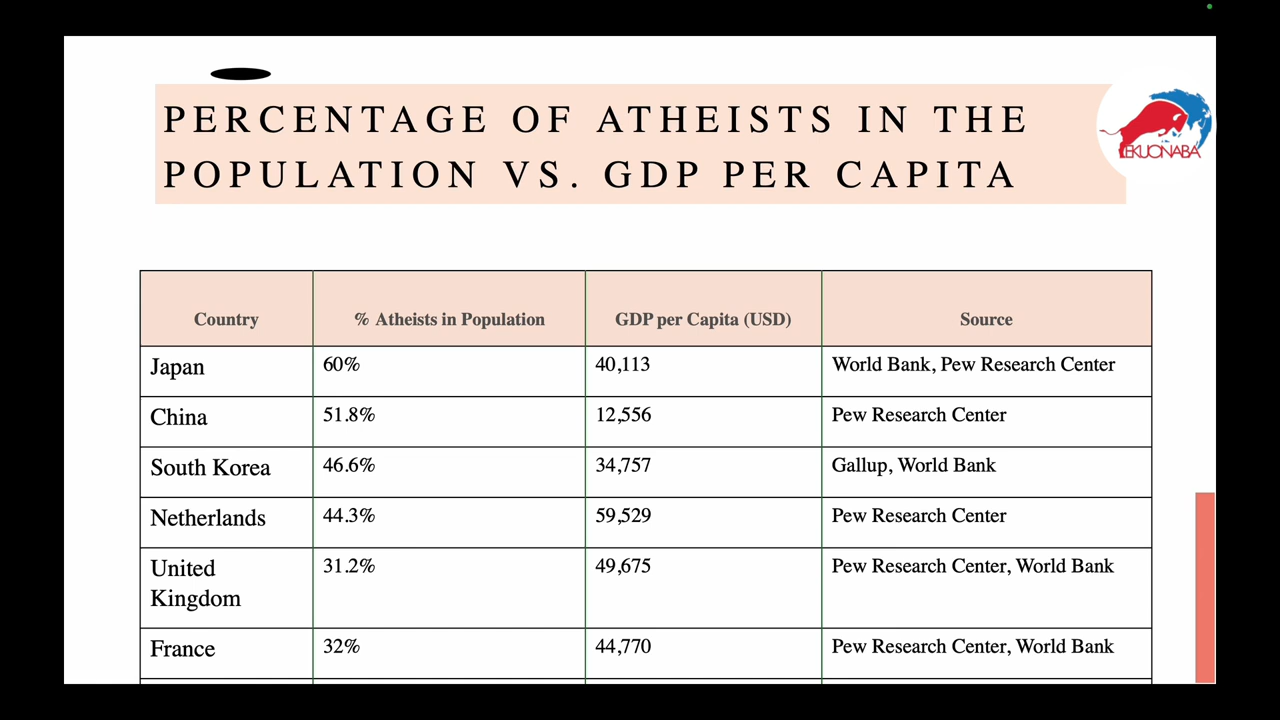 PERCENTAGE OF ATHEISTS IN THE
POPULATION VS. GDP PER CAPITA
EKUONABA
Country % Atheists in Population GDP per Capita (USD) Source
Japan 60% 40,113 World Bank, Pew Research Center
China 51.8% 12,556 Pew Research Center
South Korea 46.6% 34,757 Gallup, World Bank
Netherlands 44.3% 59,529 Pew Research Center
United 31.2% 49,675 Pew Research Center, World Bank
Kingdom
France 32% 44,770 Pew Research Center, World Bank